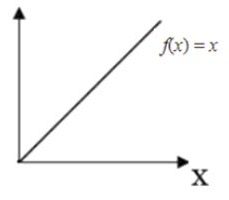 f(x) = x
X